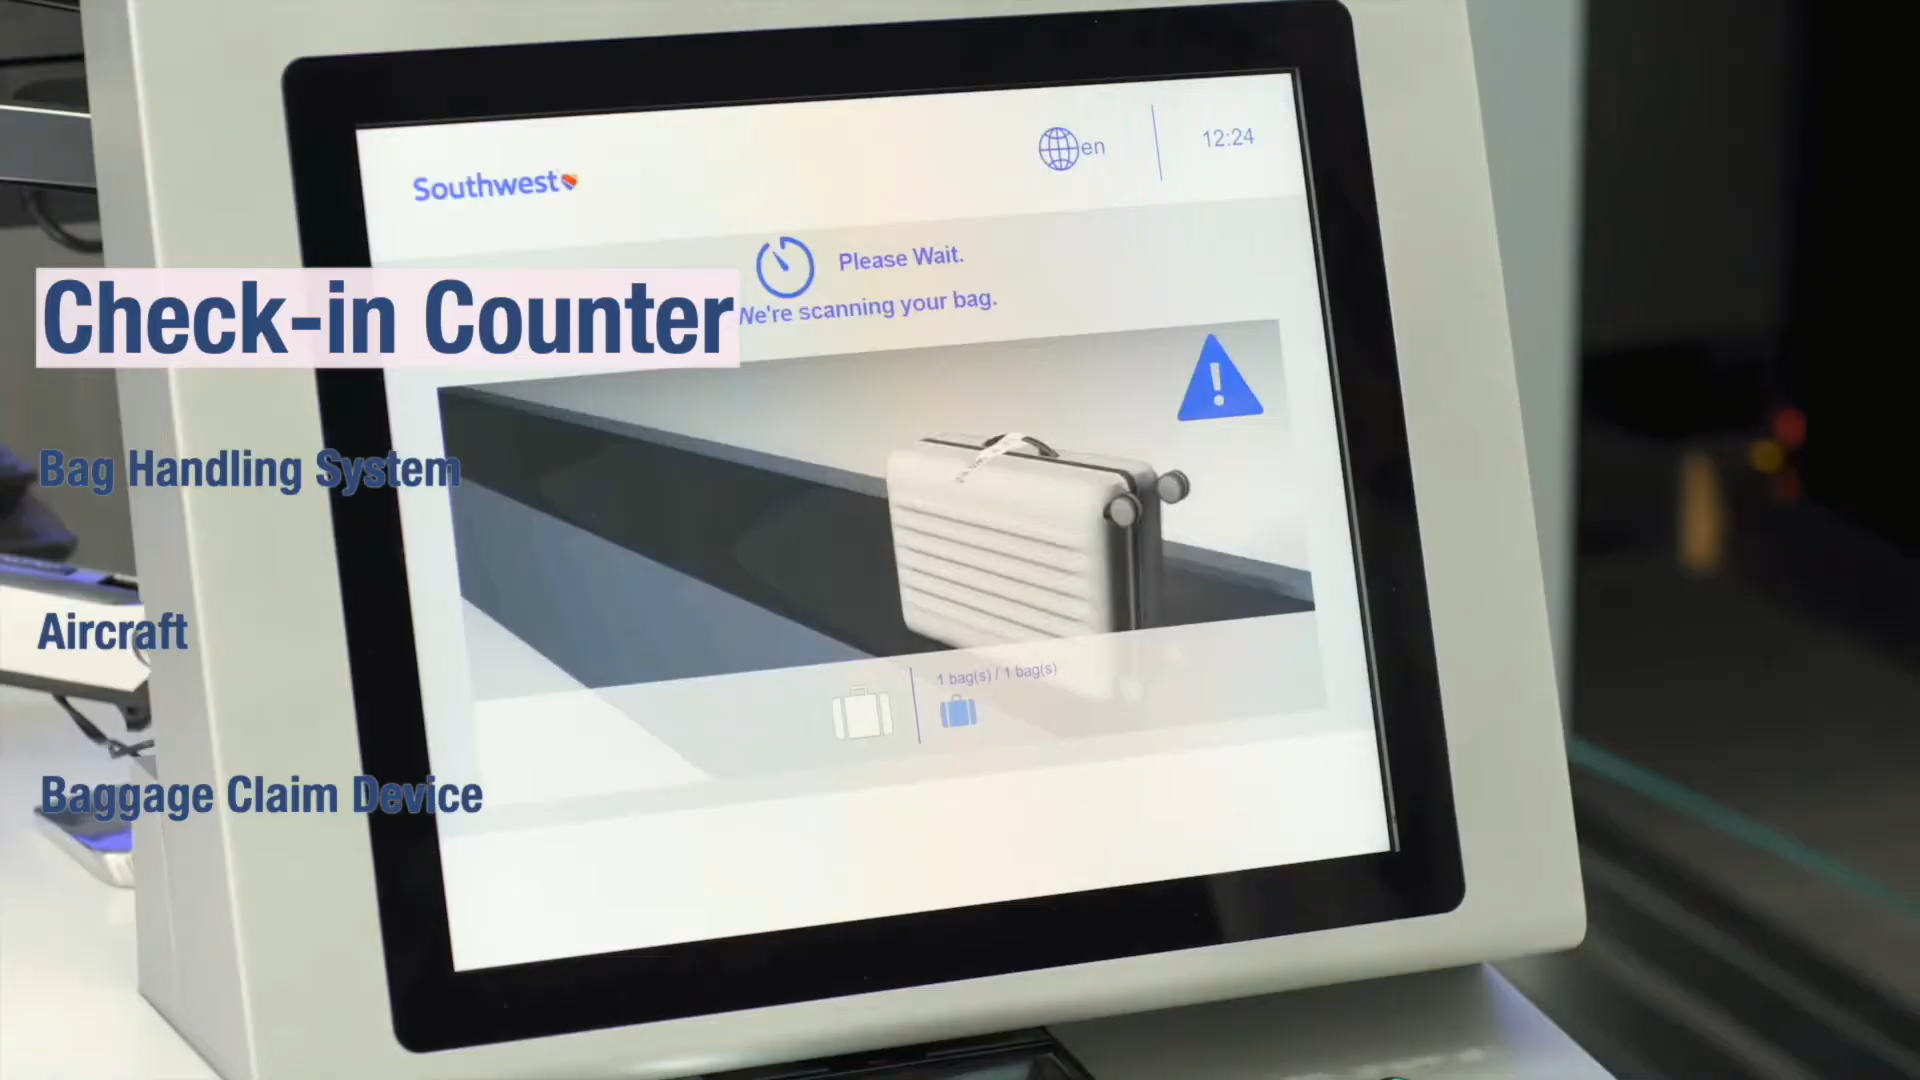 Southwest
en
12:24
Please Wait.
We're scanning your bag.
Check-in Counter
Bag Handling System
Aircraft
1 bag(s) / 1 bag(s)
Baggage Claim Device